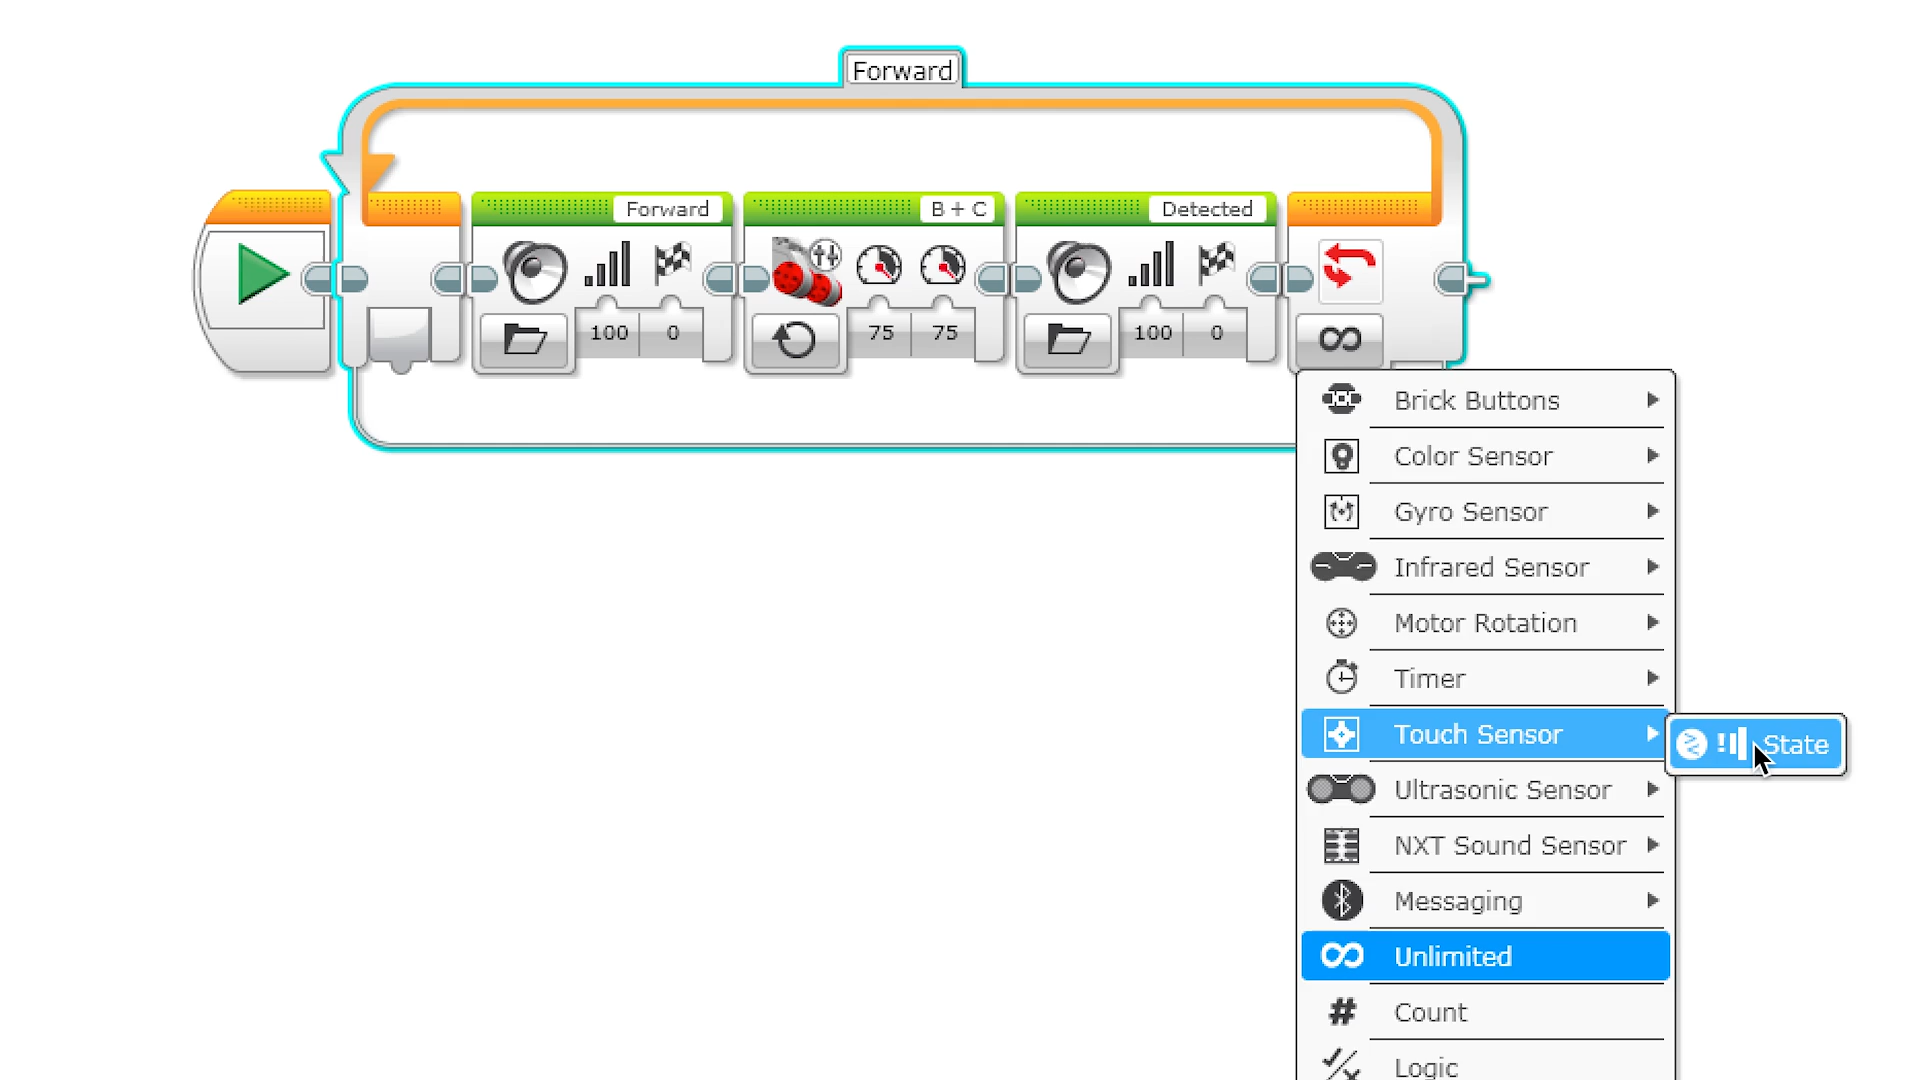 Forward
Forward
B + C
Detected
100 0
75 75
100 0
Brick Buttons
Color Sensor
Gyro Sensor
Infrared Sensor
Motor Rotation
Timer
Touch Sensor
State
Ultrasonic Sensor
NXT Sound Sensor
Messaging
Unlimited
# Count
Logic